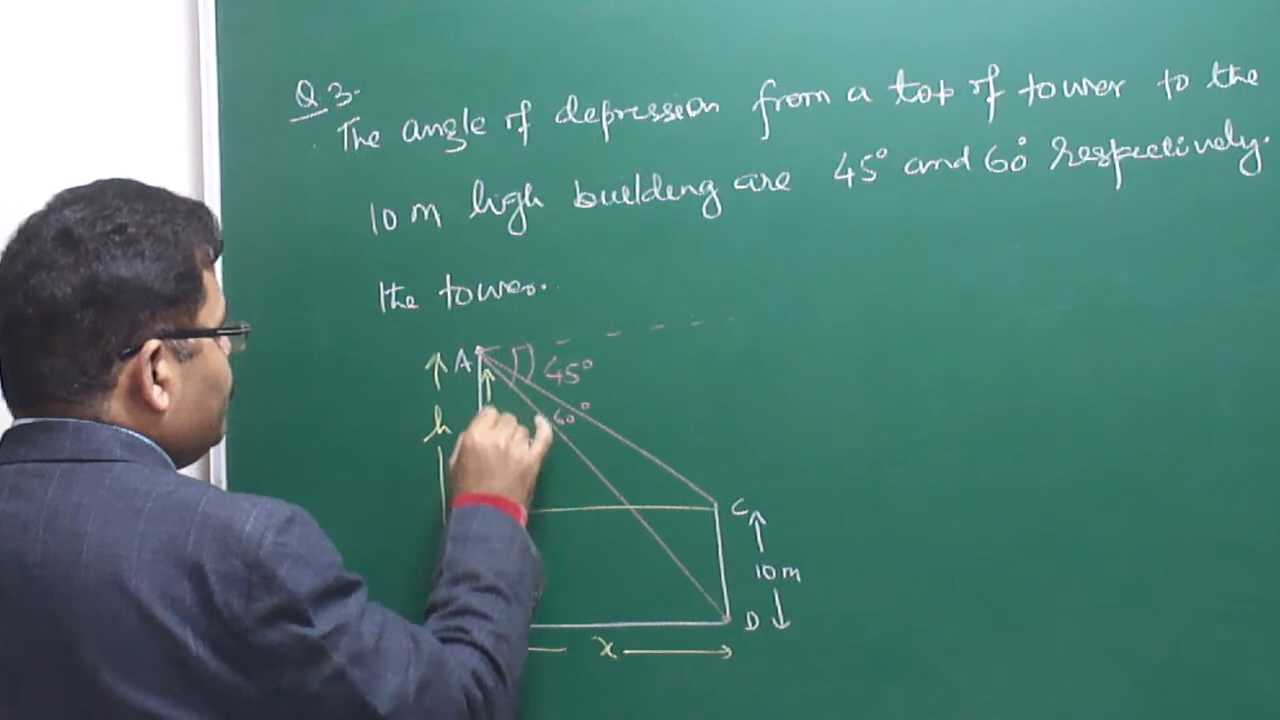 Q3.
The angle of depression from a top of tower to the
10 m high building are 45° and 60° respectively.
the tower.
A
45°
h
60°
C
10m
D
x